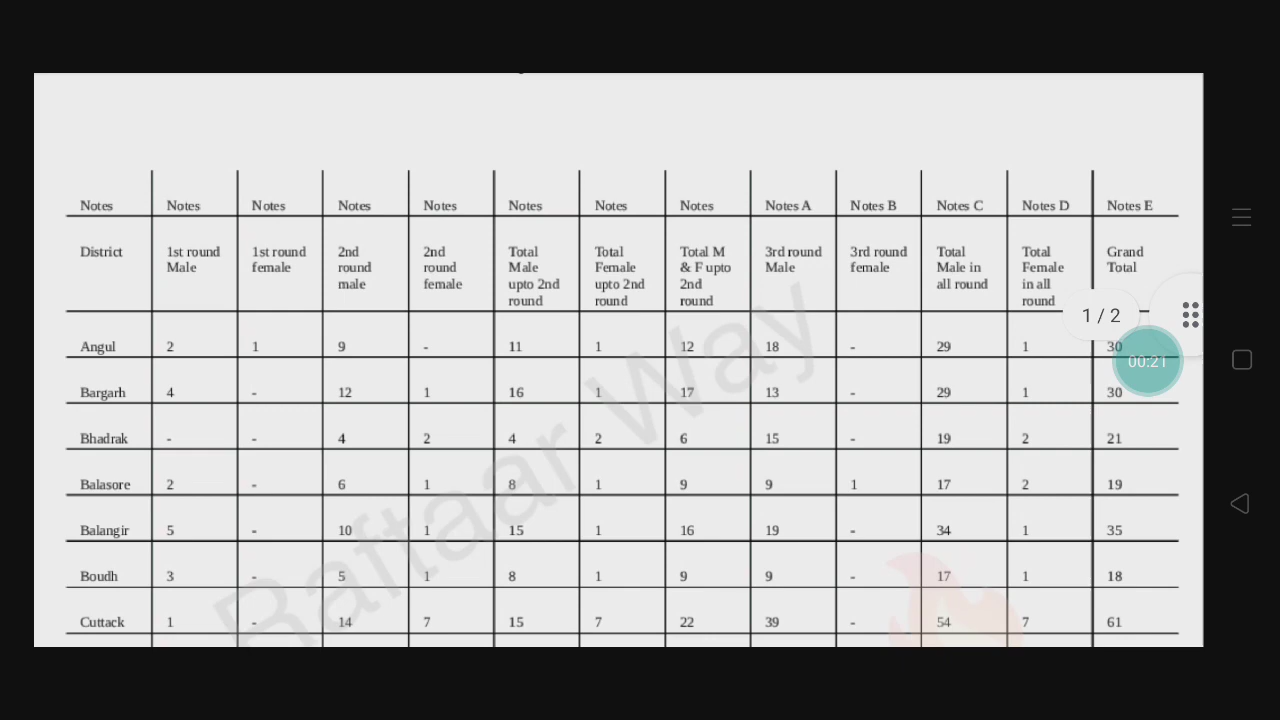 Notes Notes Notes Notes Notes Notes Notes Notes Notes A Notes B Notes C Notes D Notes E
District 1st round 1st round 2nd 2nd Total Total Total M 3rd round 3rd round Total Total Grand
Male female round round Male Female & F upto Male female Male in Female Total
male female upto 2nd upto 2nd 2nd all round in all
round round round round
1 / 2
Angul 2 1 9 - 11 1 12 18 - 29 1 30
00:21
Bargarh 4 - 12 1 16 1 17 13 - 29 1 30
Bhadrak - - 4 2 4 2 6 15 - 19 2 21
Balasore 2 - 6 1 8 1 9 9 1 17 2 19
Balangir 5 - 10 1 15 1 16 19 - 34 1 35
Boudh 3 - 5 1 8 1 9 9 - 17 1 18
Cuttack 1 - 14 7 15 7 22 39 - 54 7 61
Raftaar Way